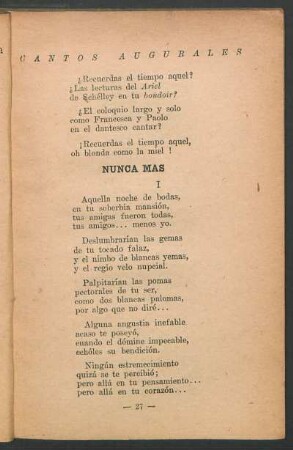 CANTOS AUGURALES
¿Recuerdas el tiempo aquel?
¿Las lecturas del Ariel
de Schélley en tu boudoir?
¿El coloquio largo y solo
como Francesca y Paolo
en el dantesco cantar?
¡Recuerdas el tiempo aquel,
oh blonda como la miel!
NUNCA MAS
I
Aquella noche de bodas,
en tu soberbia mansión,
tus amigas fueron todas,
tus amigos... menos yo.
Deslumbrarían las gemas
de tu tocado falaz,
y el nimbo de blancas yemas,
y el regio velo nupcial.
Palpitarían las pomas
pectorales de tu ser,
como dos blancas palomas,
por algo que no diré...
Alguna angustia inefable
acaso te poseyó,
cuando el dómine impecable,
echóles su bendición.
Ningún estremecimiento
quizá se te percibió;
pero allá en tu pensamiento...
pero allá en tu corazón...
— 27 —